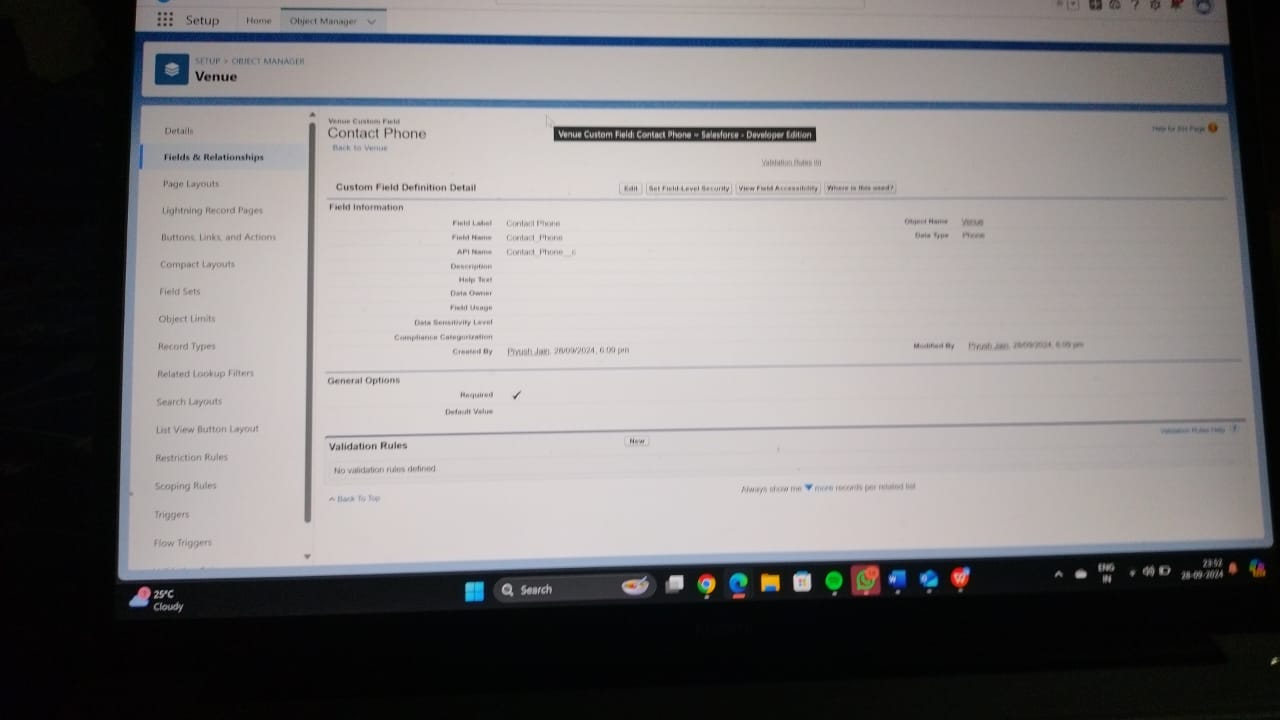 Setup
Home
Object Manager
SETUP > OBJECT MANAGER
Venue
Details
Fields & Relationships
Page Layouts
Lightning Record Pages
Buttons, Links, and Actions
Compact Layouts
Field Sets
Object Limits
Record Types
Related Lookup Filters
Search Layouts
List View Button Layout
Restriction Rules
Scoping Rules
Triggers
Flow Triggers
Venue Custom Field
Contact Phone
Back to Venue
Venue Custom Field: Contact Phone ~ Salesforce - Developer Edition
Help for this Page
Validation Rules [0]
Custom Field Definition Detail
Edit
Set Field-Level Security
View Field Accessibility
Where is this used?
Field Information
Field Label Contact Phone
Object Name Venue
Field Name Contact_Phone
Data Type Phone
API Name Contact_Phone__c
Description
Help Text
Data Owner
Field Usage
Data Sensitivity Level
Compliance Categorization
Created By Piyush Jain, 28/09/2024, 6:09 pm
Modified By Piyush Jain, 28/09/2024, 6:09 pm
General Options
Required ✓
Default Value
Validation Rules
New
Validation Rules Help ?
No validation rules defined.
^ Back To Top
Always show me more records per related list
25°C
Cloudy
Search
ENG
IN
23:52
28-09-2024